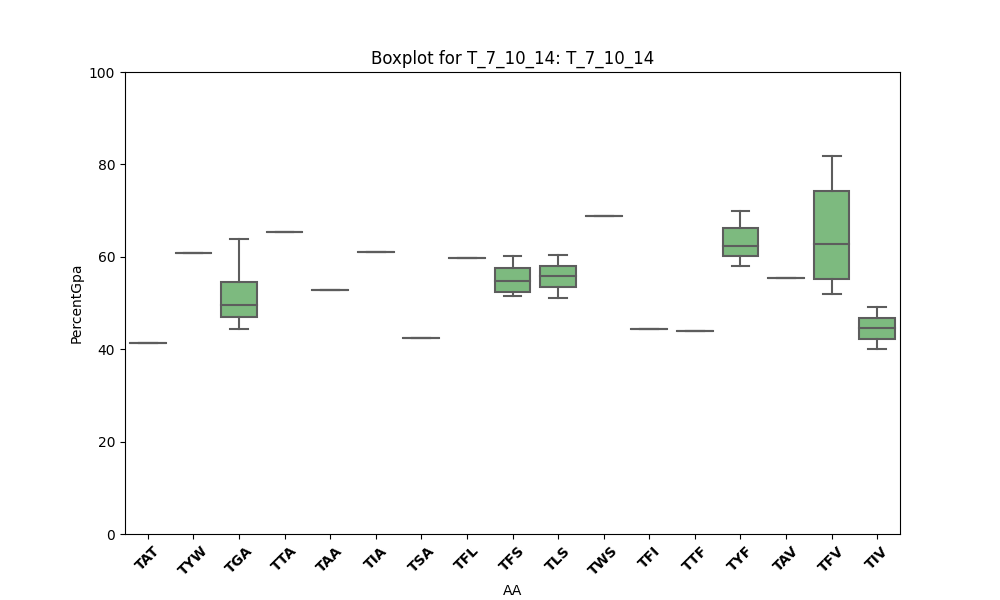 Boxplot for T_7_10_14: T_7_10_14
100
80
60
40
20
0
PercentGpa
TAT TYW TGA TTA TAA TIA TSA TFL TFS TLS TWS TFI TTF TYF TAV TFV TIV
AA